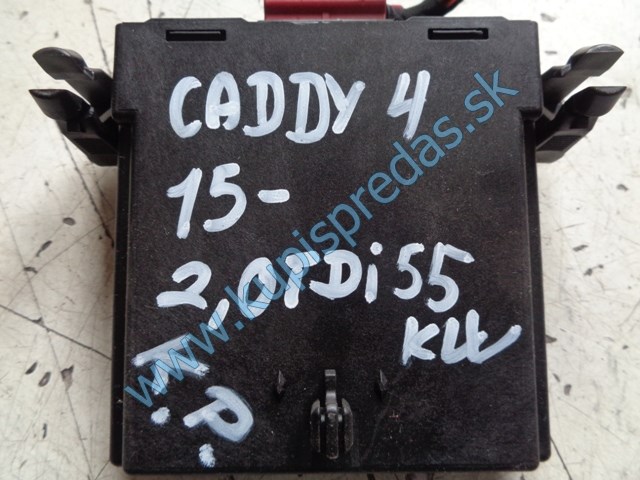 CADDY 4
15-
2,0TDi 55
KW
T.P.
www.kupispredas.sk